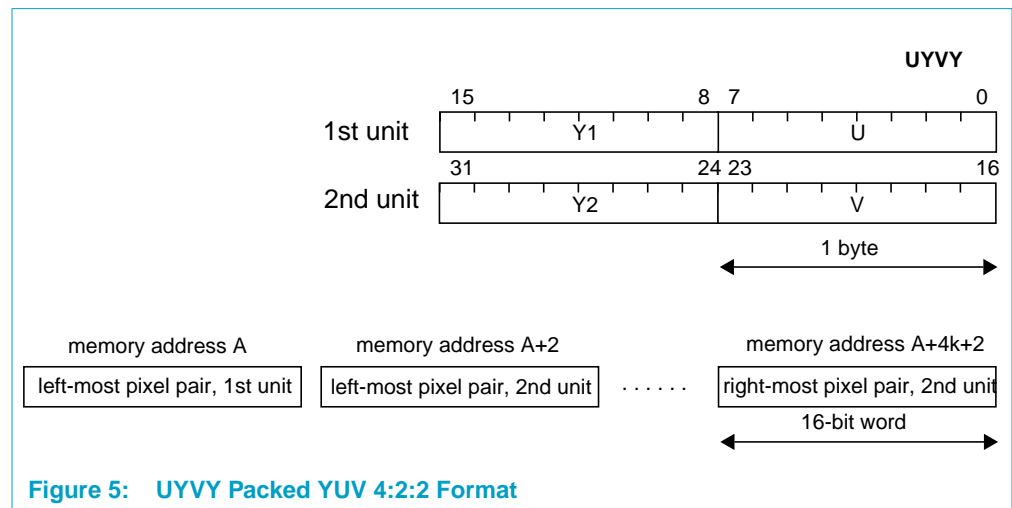 UYVY
15 8 7 0
1st unit Y1 U
31 24 23 16
2nd unit Y2 V
1 byte
memory address A memory address A+2 memory address A+4k+2
left-most pixel pair, 1st unit left-most pixel pair, 2nd unit . . . . . . right-most pixel pair, 2nd unit
16-bit word
Figure 5: UYVY Packed YUV 4:2:2 Format